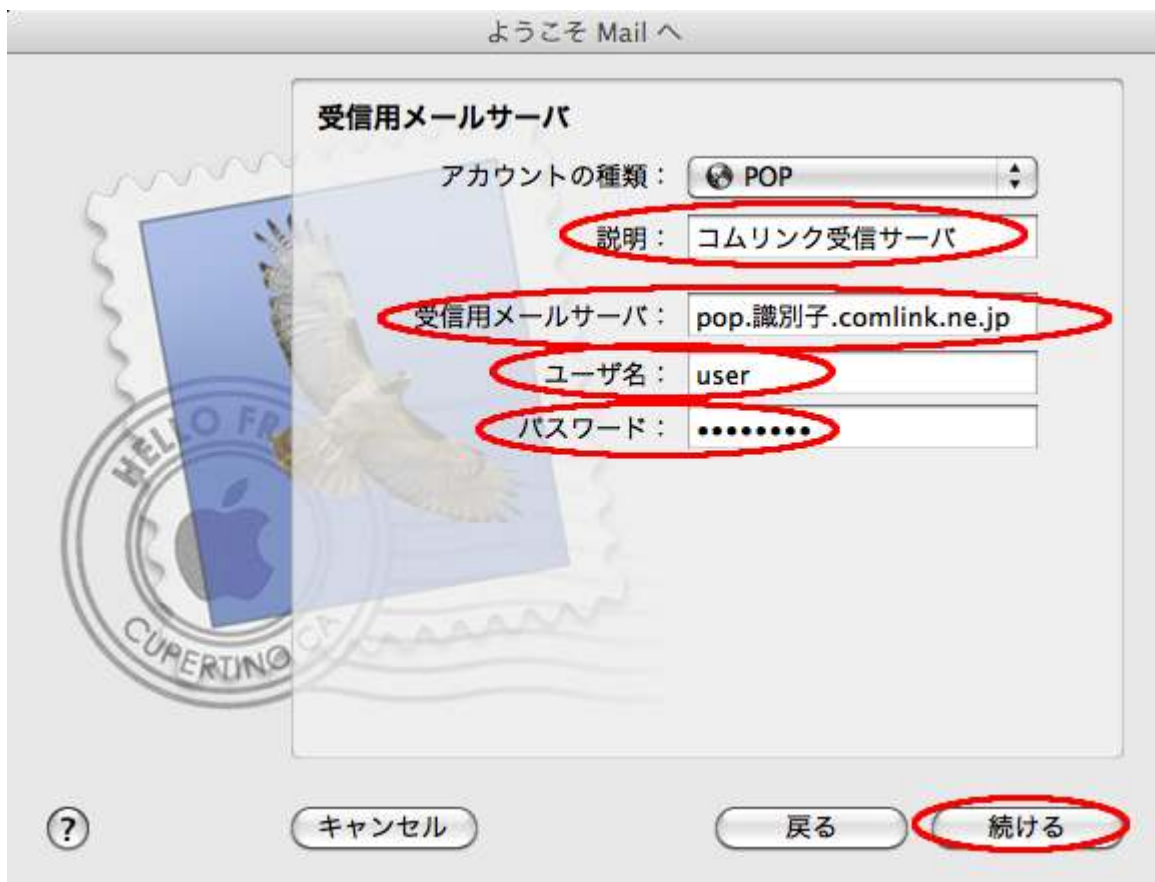 ようこそ Mail へ
受信用メールサーバ
アカウントの種類： POP
説明： コムリンク受信サーバ
受信用メールサーバ： pop.識別子.comlink.ne.jp
ユーザ名： user
パスワード： ••••••••
HELLO FR
CUPERTINO CA
? キャンセル 戻る 続ける